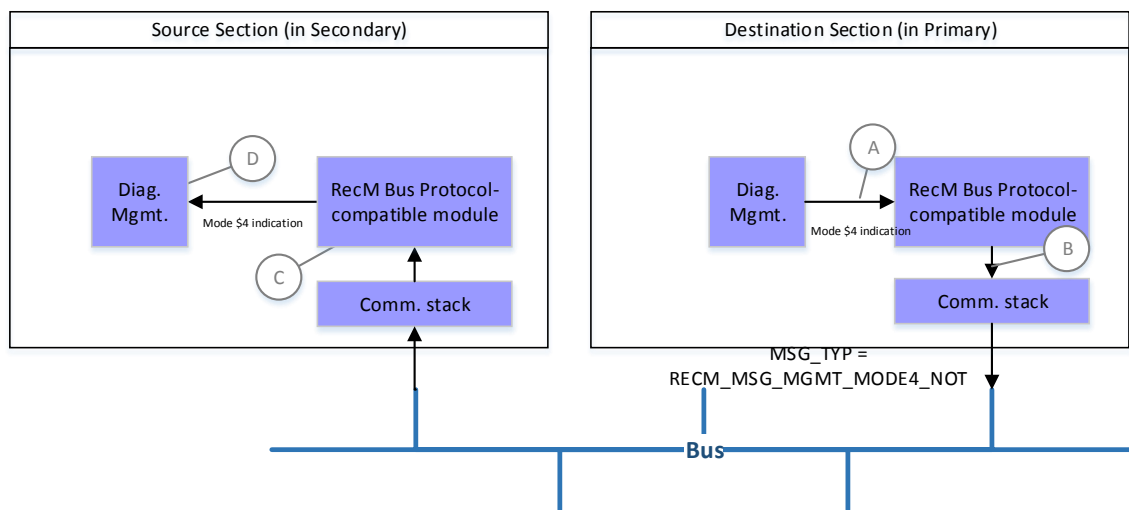 Source Section (in Secondary)
Destination Section (in Primary)
D
A
Diag.
Mgmt.
RecM Bus Protocol-
compatible module
Mode $4 indication
Diag.
Mgmt.
RecM Bus Protocol-
compatible module
Mode $4 indication
C
B
Comm. stack
Comm. stack
MSG_TYP =
RECM_MSG_MGMT_MODE4_NOT
Bus